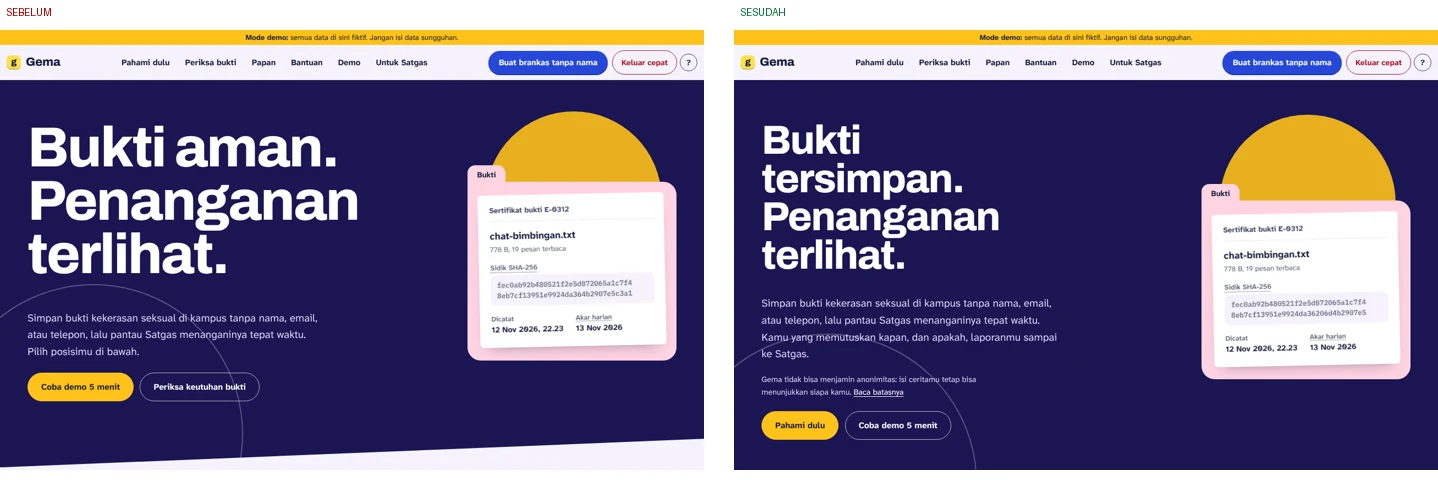 SEBELUM
Mode demo: semua data di sini fiktif. Jangan isi data sungguhan.
g Gema
Pahami dulu Periksa bukti Papan Bantuan Demo Untuk Satgas
Buat brankas tanpa nama
Keluar cepat
?
Bukti aman.
Penanganan
terlihat.
Simpan bukti kekerasan seksual di kampus tanpa nama, email,
atau telepon, lalu pantau Satgas menanganinya tepat waktu.
Pilih posisimu di bawah.
Coba demo 5 menit
Periksa keutuhan bukti
Bukti
Sertifikat bukti E-0312
chat-bimbingan.txt
778 B, 19 pesan terbaca
Sidik SHA-256
fec0ab92b480521f2e5d872065a1c7f4
8eb7cf13951e9924da364b2907e5c3a1
Dicatat Akar harian
12 Nov 2026, 22.23 13 Nov 2026
SESUDAH
Mode demo: semua data di sini fiktif. Jangan isi data sungguhan.
g Gema
Pahami dulu Periksa bukti Papan Bantuan Demo Untuk Satgas
Buat brankas tanpa nama
Keluar cepat
?
Bukti
tersimpan.
Penanganan
terlihat.
Simpan bukti kekerasan seksual di kampus tanpa nama, email,
atau telepon, lalu pantau Satgas menanganinya tepat waktu.
Kamu yang memutuskan kapan, dan apakah, laporanmu sampai
ke Satgas.
Gema tidak bisa menjamin anonimitas: isi ceritamu tetap bisa
menunjukkan siapa kamu. Baca batasnya
Pahami dulu
Coba demo 5 menit
Bukti
Sertifikat bukti E-0312
chat-bimbingan.txt
778 B, 19 pesan terbaca
Sidik SHA-256
fec0ab92b480521f2e5d872065a1c7f4
8eb7cf13951e9924da36206d4b2907e5
Dicatat Akar harian
12 Nov 2026, 22.23 13 Nov 2026